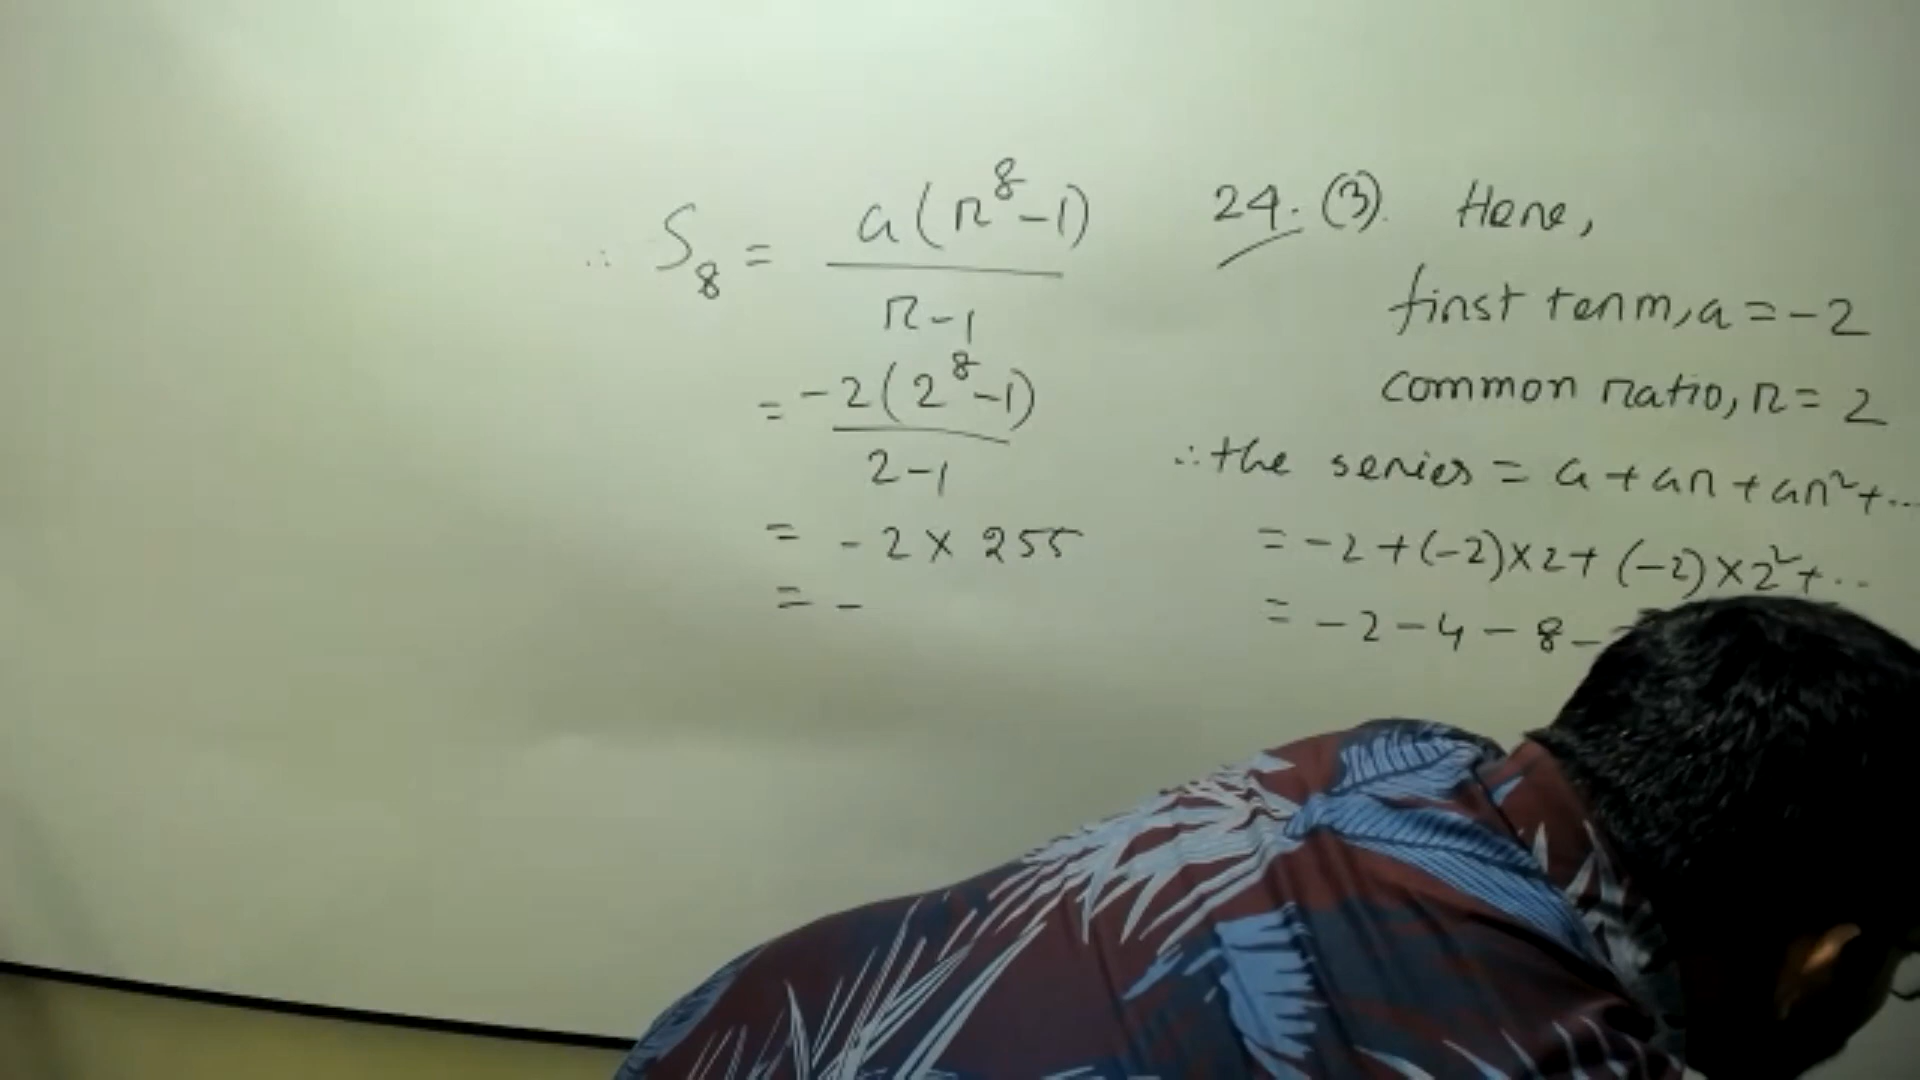 ∴ S₈ = a(r⁸-1)
r-1
= -2(2⁸-1)
2-1
= -2 × 255
= -
24. (3). Here,
first term, a = -2
common ratio, r = 2
∴ the series = a + ar + ar² + ...
= -2 + (-2)×2 + (-2)×2² + ...
= -2 - 4 - 8 -